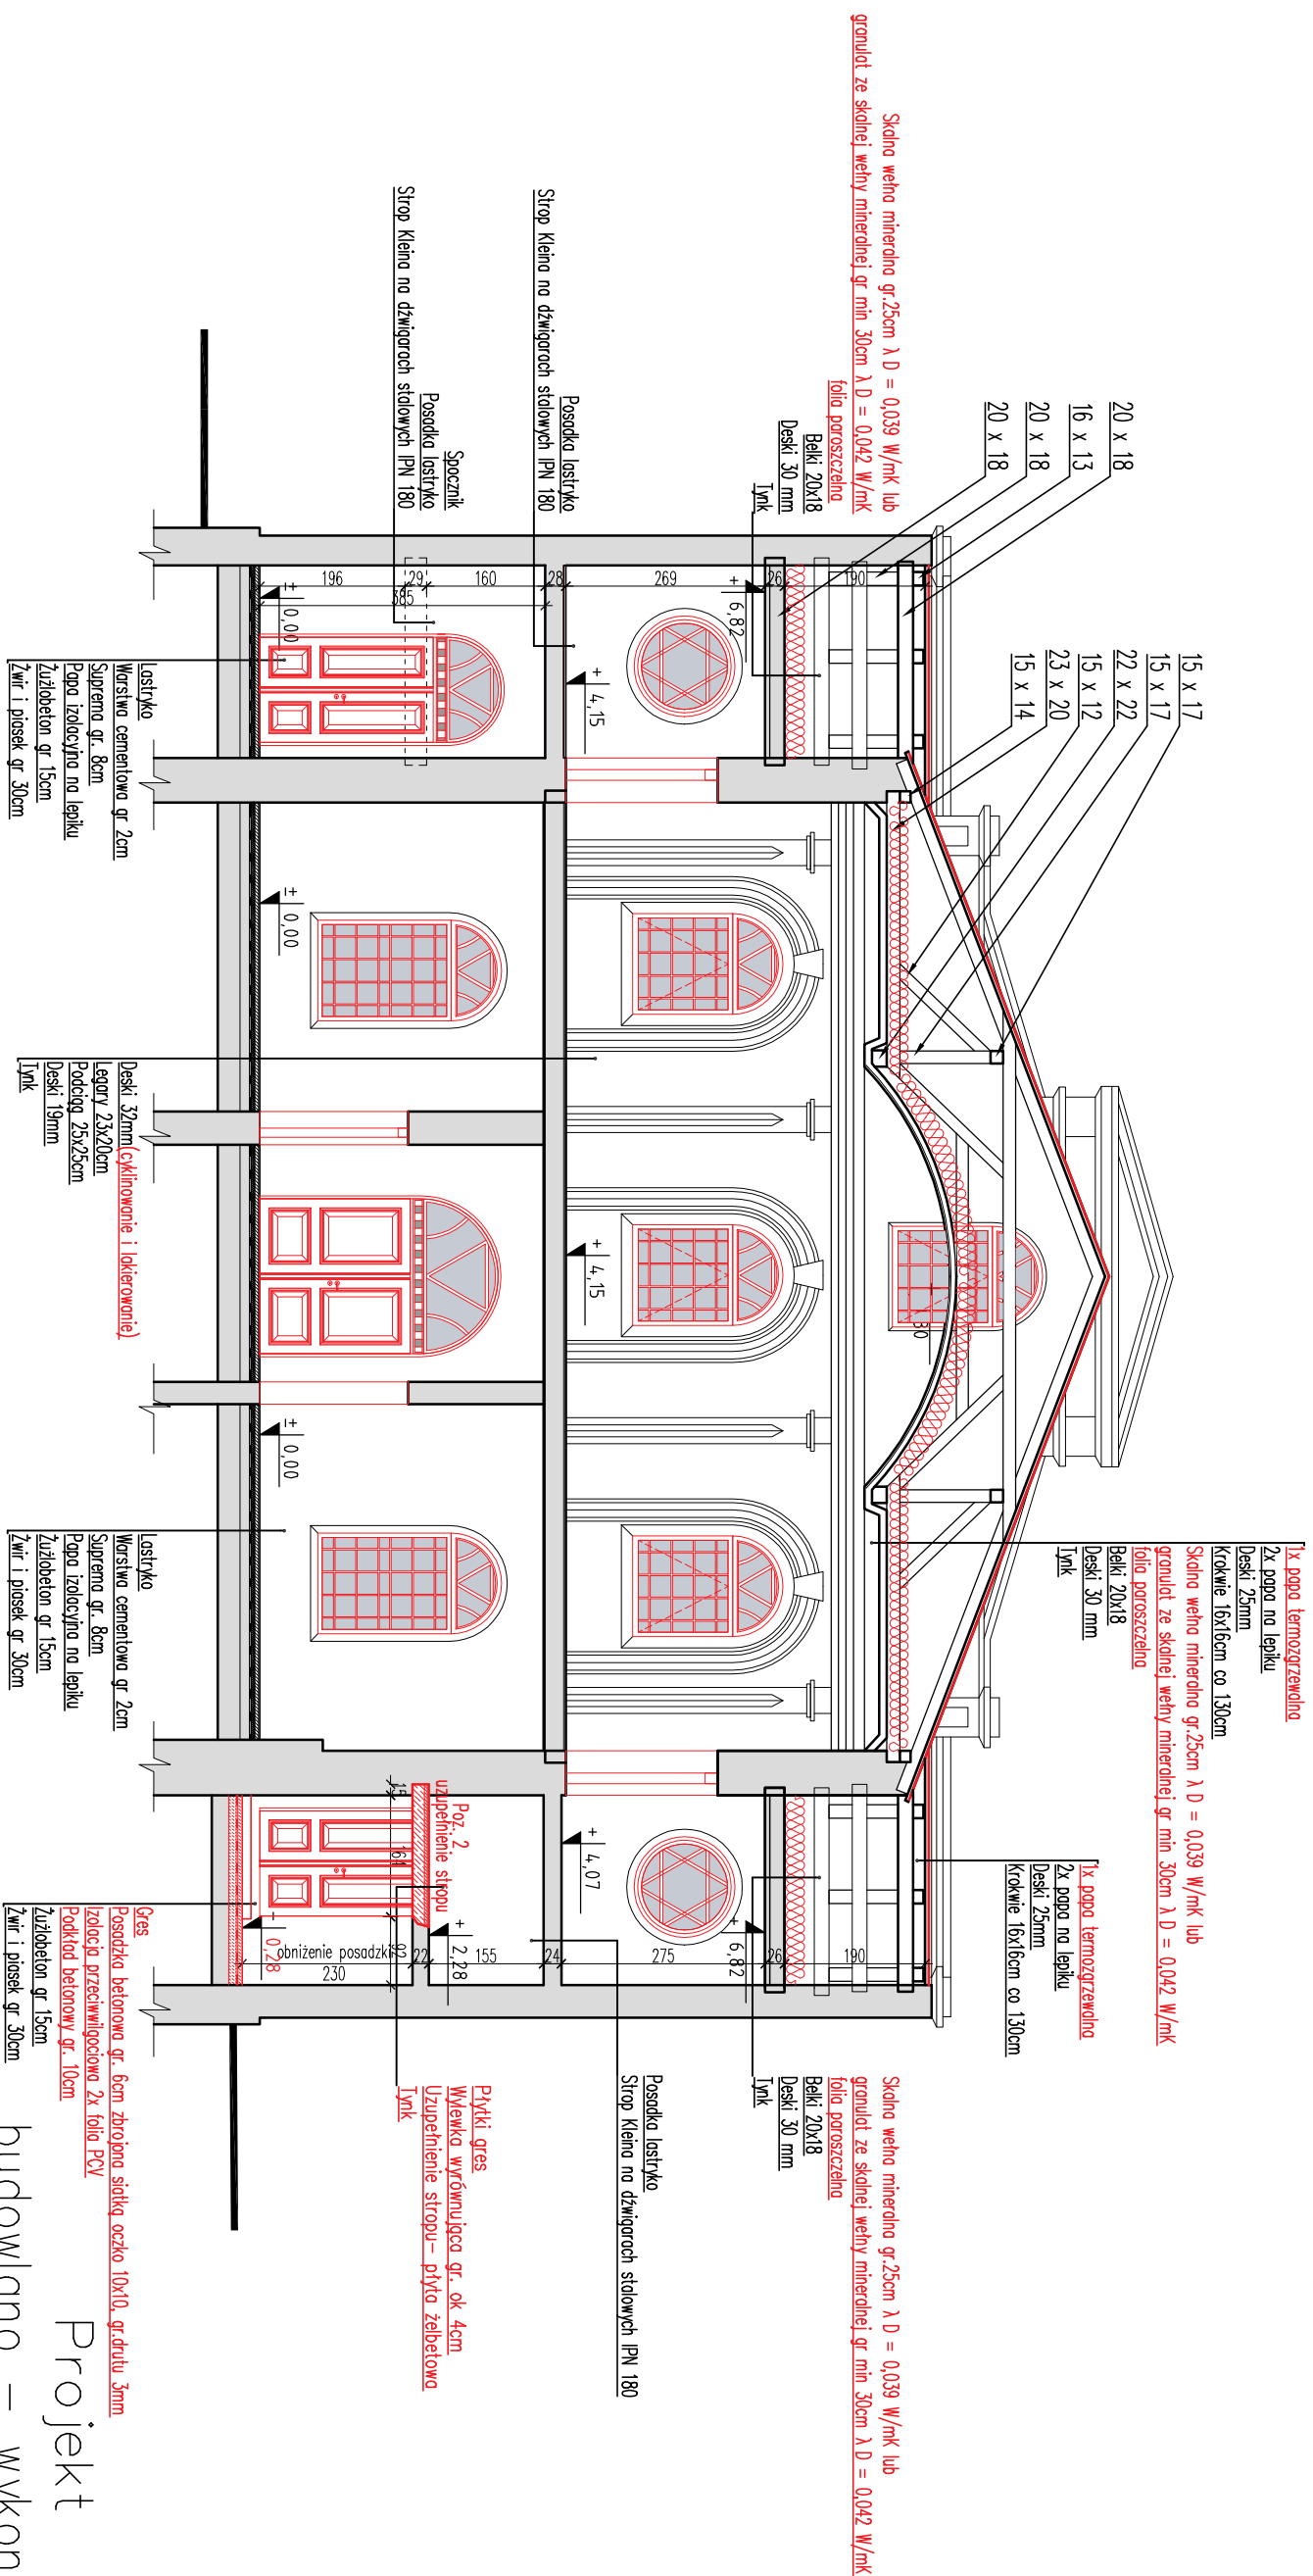 1x papa termozgrzewalna
2x papa na lepiku
Deski 25mm
Krokwie 16x16cm co 130cm
Skalna wełna mineralna gr.25cm λ D = 0,039 W/mK lub
granulat ze skalnej wełny mineralnej gr min 30cm λ D = 0,042 W/mK
folia paroszczelna
Belki 20x18
Deski 30 mm
Tynk
15 x 17
15 x 17
22 x 22
15 x 12
23 x 20
15 x 14
20 x 18
16 x 13
20 x 18
20 x 18
1x papa termozgrzewalna
2x papa na lepiku
Deski 25mm
Krokwie 16x16cm co 130cm
Skalna wełna mineralna gr.25cm λ D = 0,039 W/mK lub
granulat ze skalnej wełny mineralnej gr min 30cm λ D = 0,042 W/mK
folia paroszczelna
Belki 20x18
Deski 30 mm
Tynk
Skalna wełna mineralna gr.25cm λ D = 0,039 W/mK lub
granulat ze skalnej wełny mineralnej gr min 30cm λ D = 0,042 W/mK
folia paroszczelna
Belki 20x18
Deski 30 mm
Tynk
190
26
269
28
160
29
196
385
+ 6,82
+ 4,15
± 0,00
+ 4,15
± 0,00
± 0,00
190
26
275
24
155
22
92
230
161
15
+ 6,82
+ 4,07
+ 2,28
- 0,28
obniżenie posadzki
Poz. 2
uzupełnienie stropu
Posadka lastryko
Strop Kleina na dźwigarach stalowych IPN 180
Spocznik
Posadka lastryko
Strop Kleina na dźwigarach stalowych IPN 180
Posadka lastryko
Strop Kleina na dźwigarach stalowych IPN 180
Płytki gres
Wylewka wyrównująca gr. ok 4cm
Uzupełnienie stropu- płyta żelbetowa
Tynk
Lastryko
Warstwa cementowa gr 2cm
Suprema gr. 8cm
Papa izolacyjna na lepiku
Żużlobeton gr 15cm
Żwir i piasek gr 30cm
Deski 32mm(cyklinowanie i lakierowanie)
Legary 23x20cm
Podciąg 25x25cm
Deski 19mm
Tynk
Lastryko
Warstwa cementowa gr 2cm
Suprema gr. 8cm
Papa izolacyjna na lepiku
Żużlobeton gr 15cm
Żwir i piasek gr 30cm
Gres
Posadzka betonowa gr. 6cm zbrojona siatką oczko 10x10, gr.drutu 3mm
Izolacja przeciwwilgociowa 2x folia PCV
Podkład betonowy gr. 10cm
Żużlobeton gr 15cm
Żwir i piasek gr 30cm
Projekt
budowlano - wykon